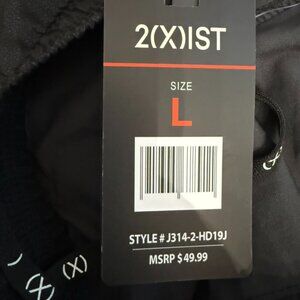 2(X)IST
SIZE
L
STYLE # J314-2-HD19J
MSRP $49.99
(X)
(X)
(X)